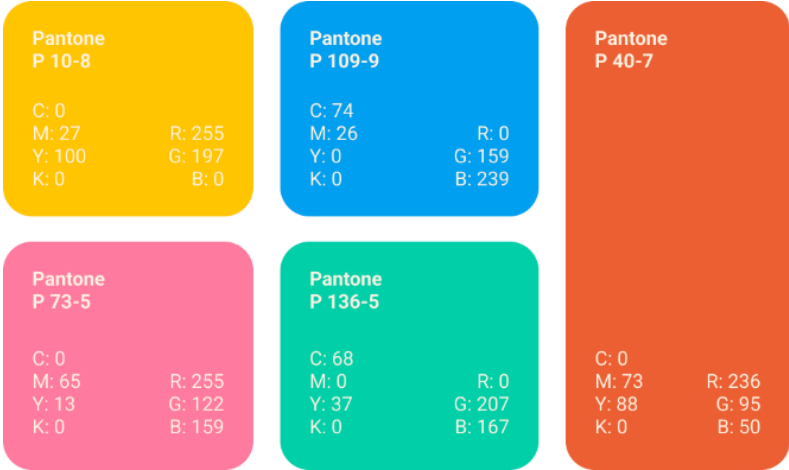 Pantone
P 10-8
C: 0
M: 27 R: 255
Y: 100 G: 197
K: 0 B: 0
Pantone
P 109-9
C: 74
M: 26 R: 0
Y: 0 G: 159
K: 0 B: 239
Pantone
P 40-7
C: 0
M: 73 R: 236
Y: 88 G: 95
K: 0 B: 50
Pantone
P 73-5
C: 0
M: 65 R: 255
Y: 13 G: 122
K: 0 B: 159
Pantone
P 136-5
C: 68
M: 0 R: 0
Y: 37 G: 207
K: 0 B: 167